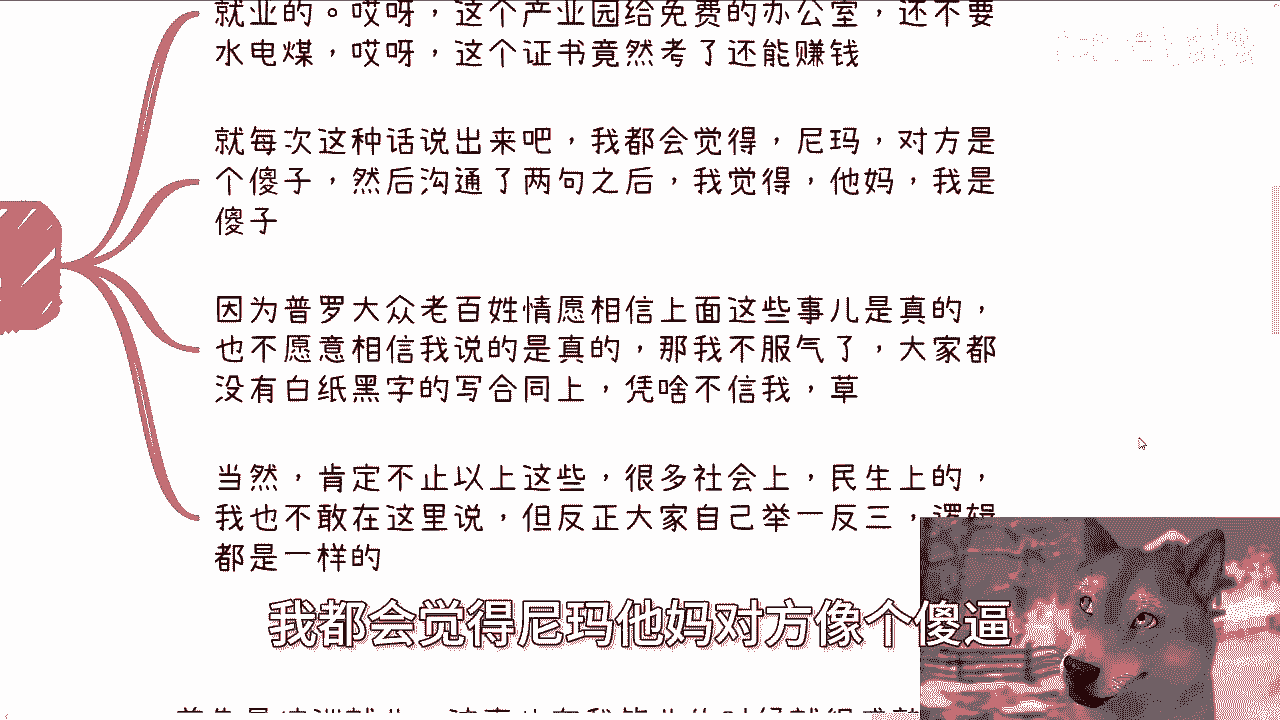 就业的。哎呀，这个产业园给免费的办公室，还不要
水电煤，哎呀，这个证书竟然考了还能赚钱
就每次这种话说出来吧，我都会觉得，尼玛，对方是
个傻子，然后沟通了两句之后，我觉得，他妈，我是
傻子
因为普罗大众老百姓情愿相信上面这些事儿是真的，
也不愿意相信我说的是真的，那我不服气了，大家都
没有白纸黑字的写合同上，凭啥不信我，草
当然，肯定不止以上这些，很多社会上，民生上的，
我也不敢在这里说，但反正大家自己举一反三，逻辑
都是一样的
我都会觉得尼玛他妈对方像个傻逼